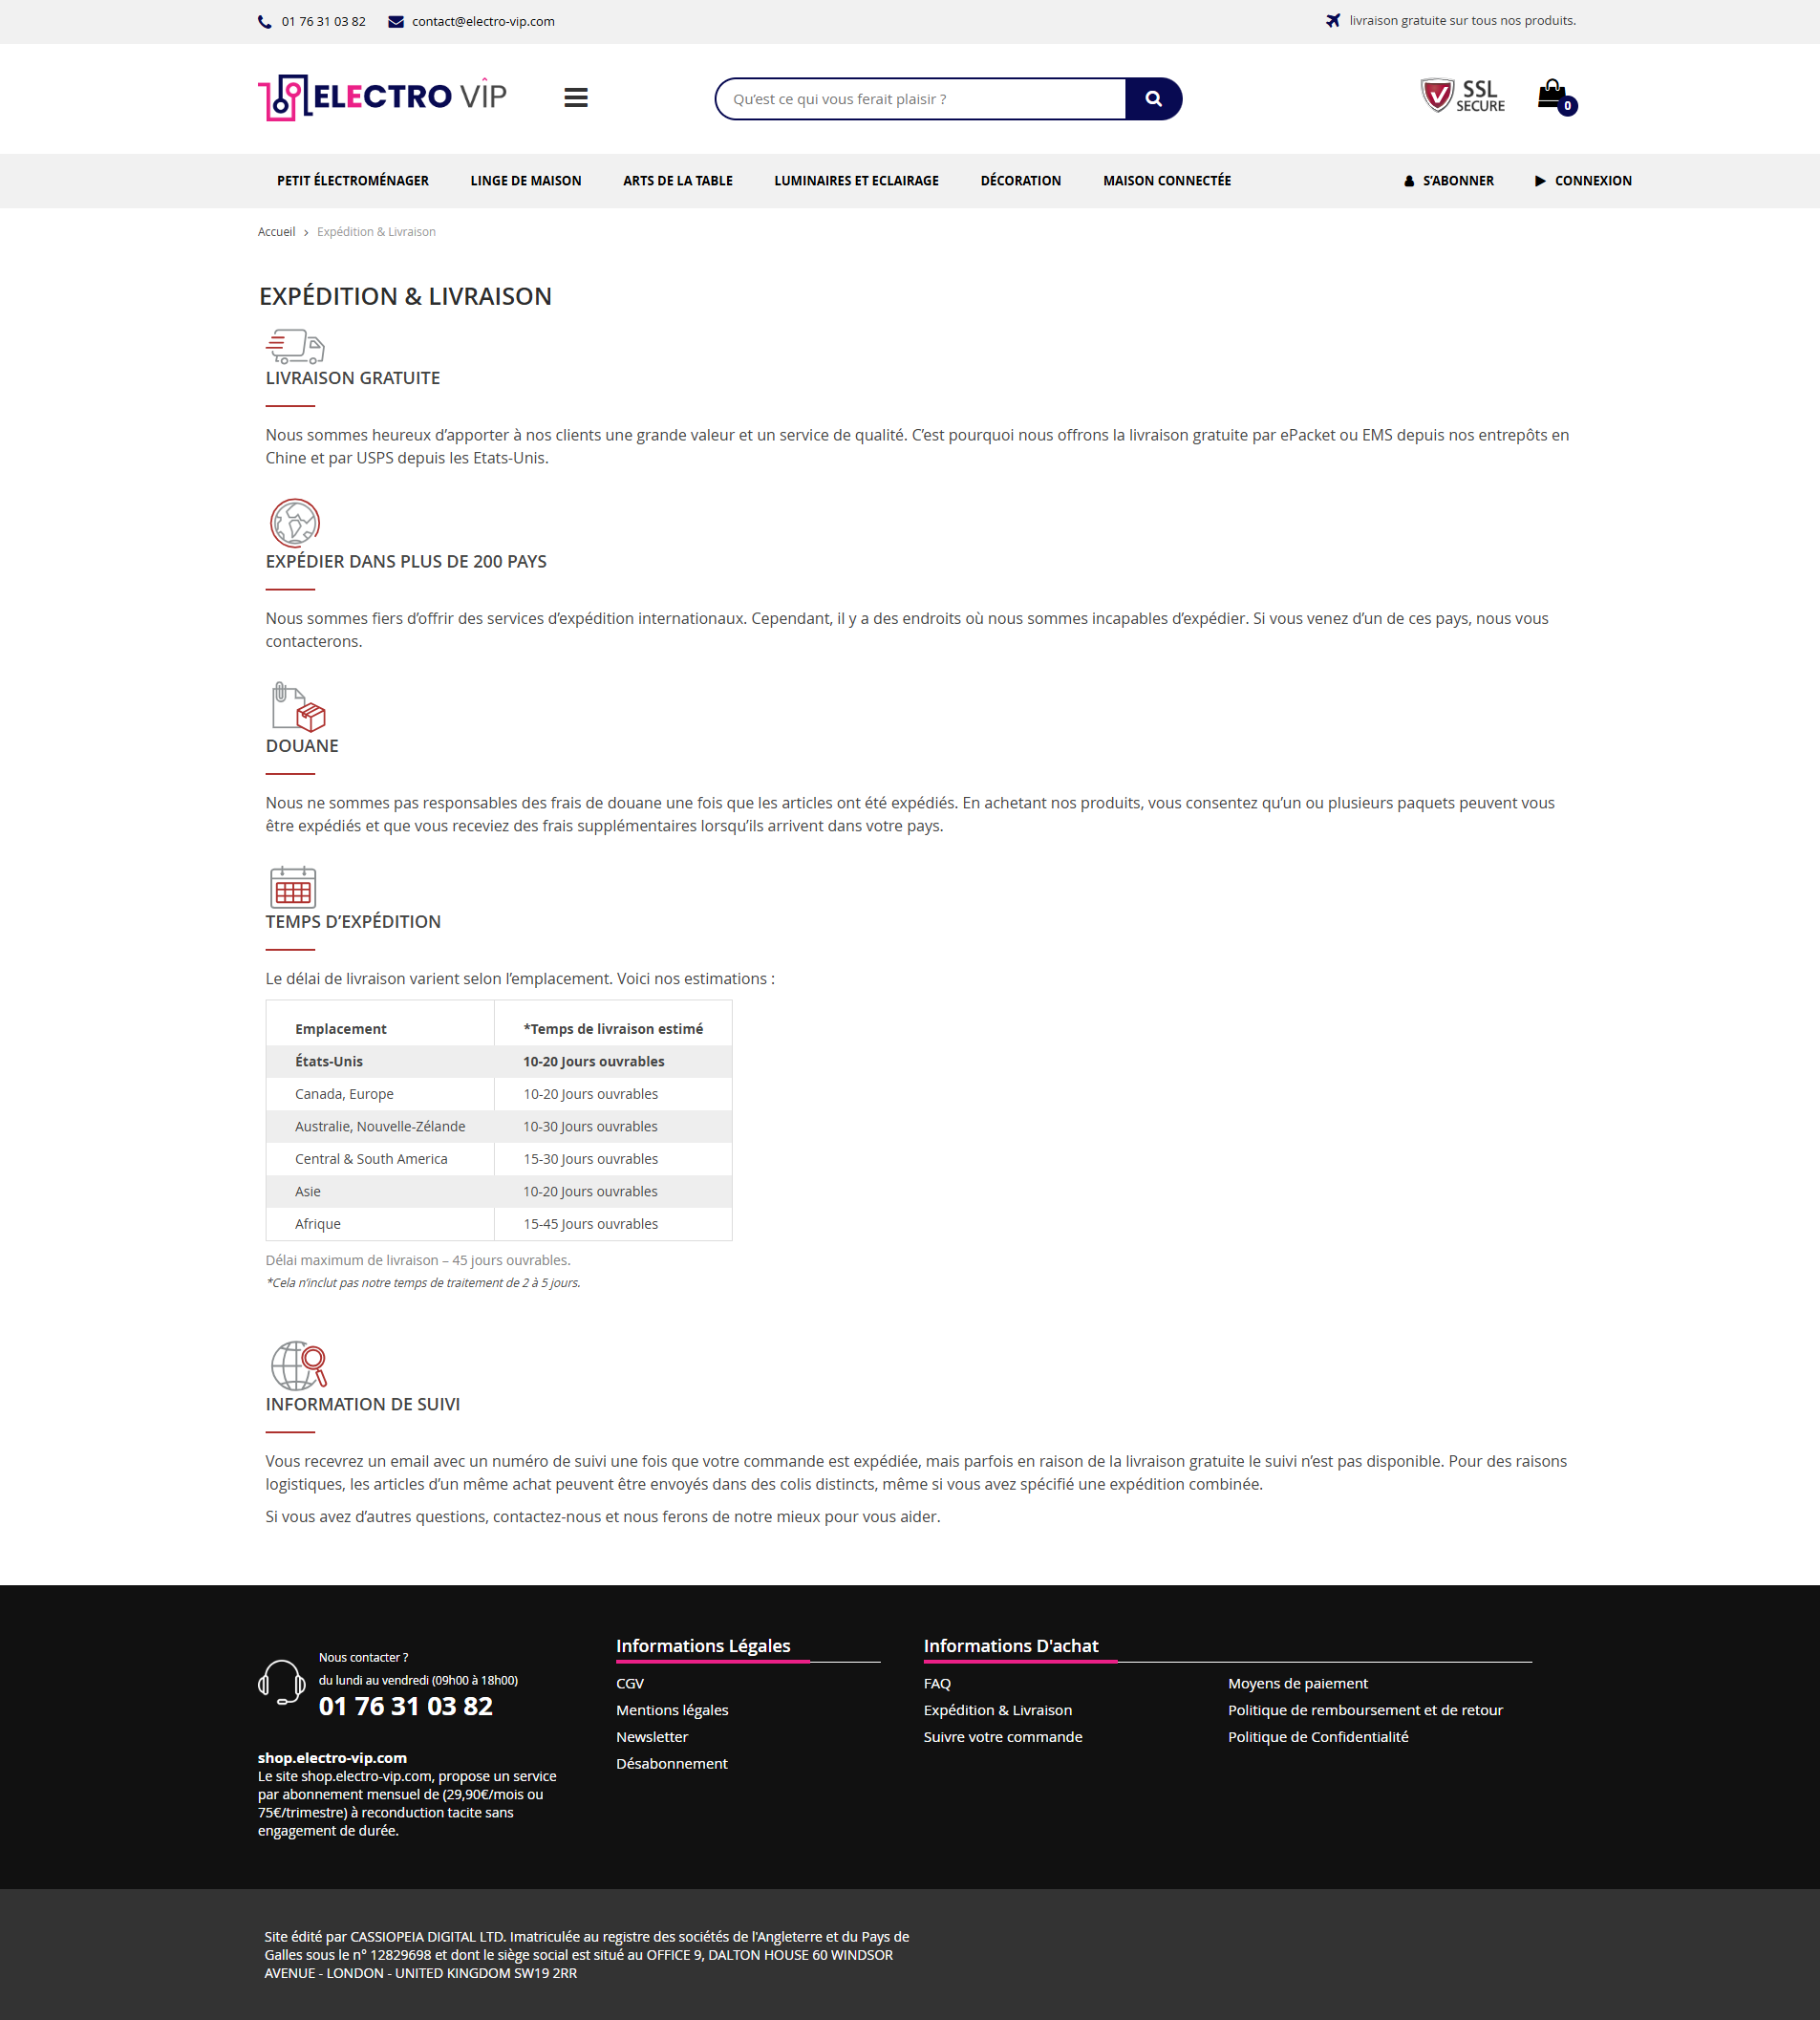 01 76 31 03 82 contact@electro-vip.com livraison gratuite sur tous nos produits.
ELECTRO VIP
Qu’est ce qui vous ferait plaisir ?
SSL
SECURE
0
PETIT ÉLECTROMÉNAGER LINGE DE MAISON ARTS DE LA TABLE LUMINAIRES ET ECLAIRAGE DÉCORATION MAISON CONNECTÉE S’ABONNER CONNEXION
Accueil > Expédition & Livraison
EXPÉDITION & LIVRAISON
LIVRAISON GRATUITE
Nous sommes heureux d’apporter à nos clients une grande valeur et un service de qualité. C’est pourquoi nous offrons la livraison gratuite par ePacket ou EMS depuis nos entrepôts en
Chine et par USPS depuis les Etats-Unis.
EXPÉDIER DANS PLUS DE 200 PAYS
Nous sommes fiers d’offrir des services d’expédition internationaux. Cependant, il y a des endroits où nous sommes incapables d’expédier. Si vous venez d’un de ces pays, nous vous
contacterons.
DOUANE
Nous ne sommes pas responsables des frais de douane une fois que les articles ont été expédiés. En achetant nos produits, vous consentez qu’un ou plusieurs paquets peuvent vous
être expédiés et que vous receviez des frais supplémentaires lorsqu’ils arrivent dans votre pays.
TEMPS D’EXPÉDITION
Le délai de livraison varient selon l’emplacement. Voici nos estimations :
Emplacement *Temps de livraison estimé
États-Unis 10-20 Jours ouvrables
Canada, Europe 10-20 Jours ouvrables
Australie, Nouvelle-Zélande 10-30 Jours ouvrables
Central & South America 15-30 Jours ouvrables
Asie 10-20 Jours ouvrables
Afrique 15-45 Jours ouvrables
Délai maximum de livraison – 45 jours ouvrables.
*Cela n’inclut pas notre temps de traitement de 2 à 5 jours.
INFORMATION DE SUIVI
Vous recevrez un email avec un numéro de suivi une fois que votre commande est expédiée, mais parfois en raison de la livraison gratuite le suivi n’est pas disponible. Pour des raisons
logistiques, les articles d’un même achat peuvent être envoyés dans des colis distincts, même si vous avez spécifié une expédition combinée.
Si vous avez d’autres questions, contactez-nous et nous ferons de notre mieux pour vous aider.
Nous contacter ?
du lundi au vendredi (09h00 à 18h00)
01 76 31 03 82
shop.electro-vip.com
Le site shop.electro-vip.com, propose un service
par abonnement mensuel de (29,90€/mois ou
75€/trimestre) à reconduction tacite sans
engagement de durée.
Informations Légales
CGV
Mentions légales
Newsletter
Désabonnement
Informations D'achat
FAQ
Expédition & Livraison
Suivre votre commande
Moyens de paiement
Politique de remboursement et de retour
Politique de Confidentialité
Site édité par CASSIOPEIA DIGITAL LTD. Imatriculée au registre des sociétés de l'Angleterre et du Pays de
Galles sous le n° 12829698 et dont le siège social est situé au OFFICE 9, DALTON HOUSE 60 WINDSOR
AVENUE - LONDON - UNITED KINGDOM SW19 2RR